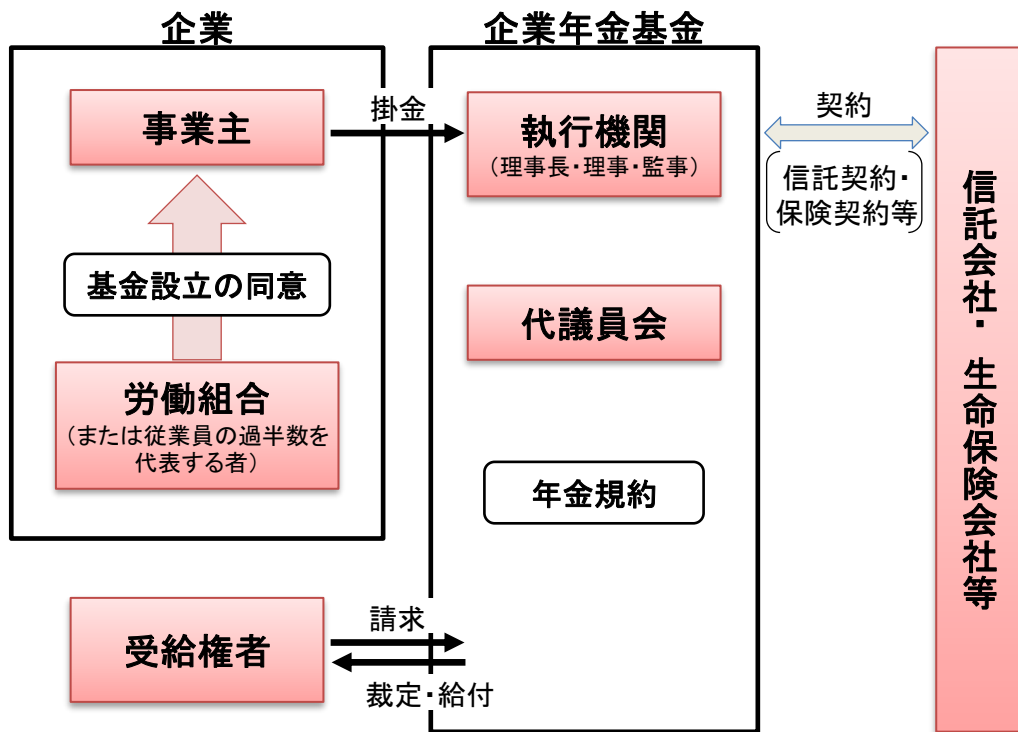 企業
企業年金基金
事業主
掛金
執行機関
（理事長・理事・監事）
契約
信託契約・
保険契約等
基金設立の同意
代議員会
労働組合
（または従業員の過半数を
代表する者）
年金規約
受給権者
請求
裁定・給付
信託会社・生命保険会社等